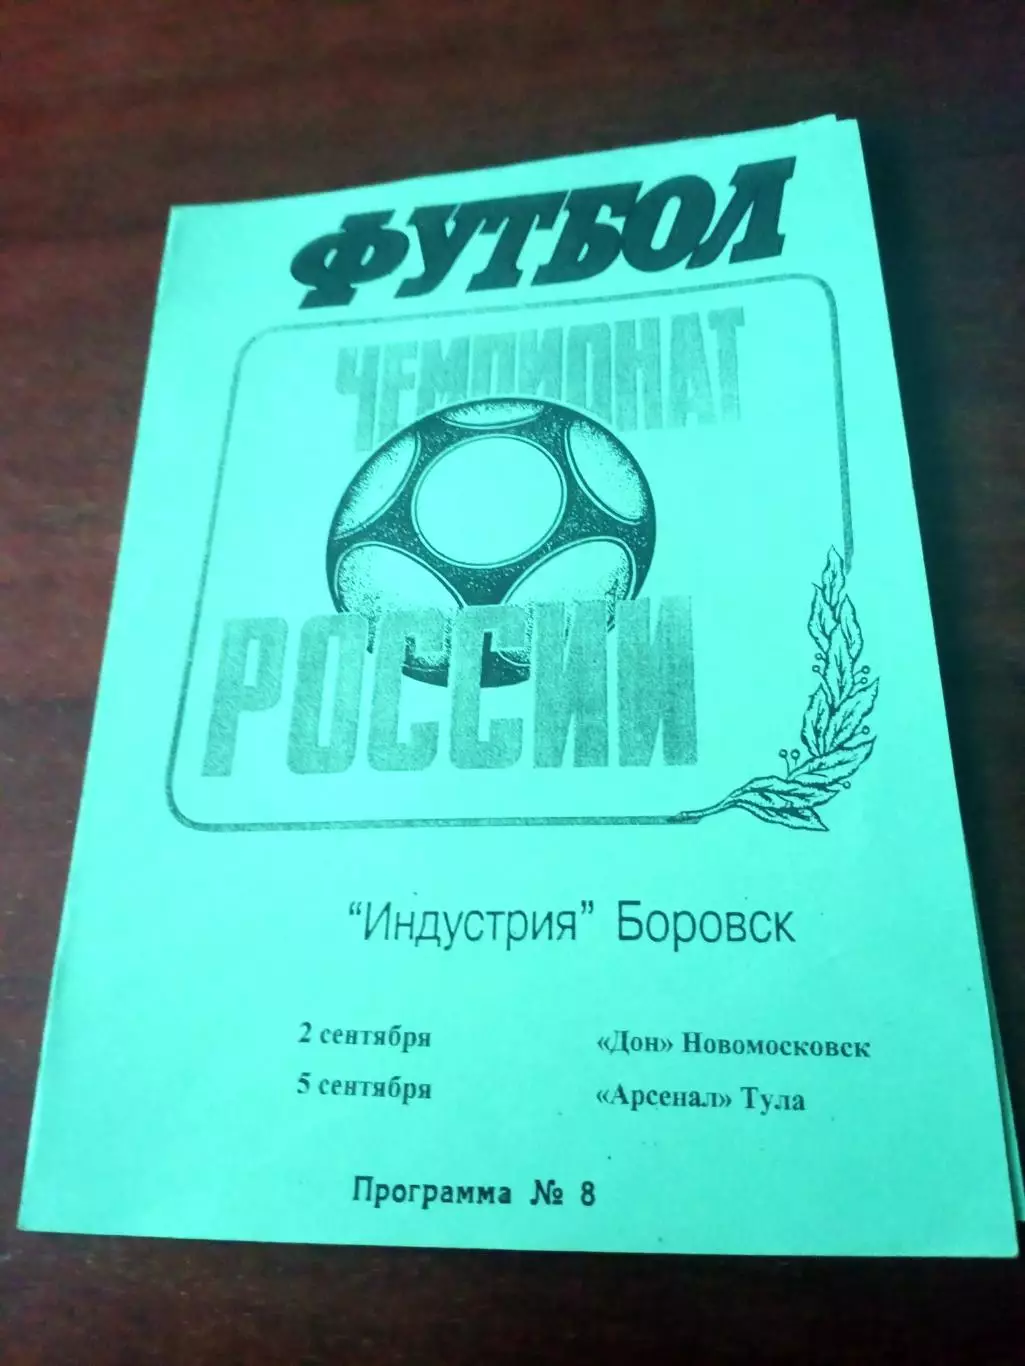 ФУТБОЛ
ЧЕМПИОНАТ
РОССИИ
"Индустрия" Боровск
2 сентября «Дон» Новомосковск
5 сентября «Арсенал» Тула
Программа № 8